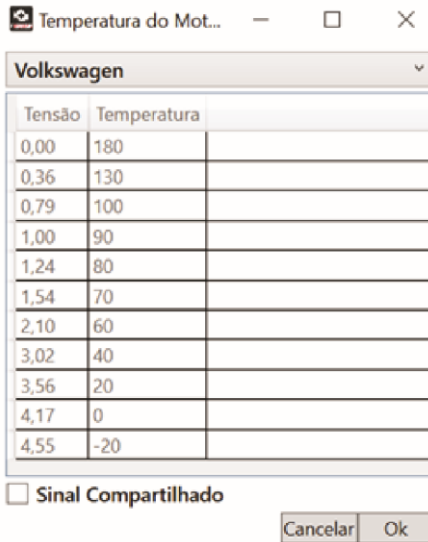 Temperatura do Mot...
Volkswagen
Tensão Temperatura
0,00 180
0,36 130
0,79 100
1,00 90
1,24 80
1,54 70
2,10 60
3,02 40
3,56 20
4,17 0
4,55 -20
Sinal Compartilhado
Cancelar Ok